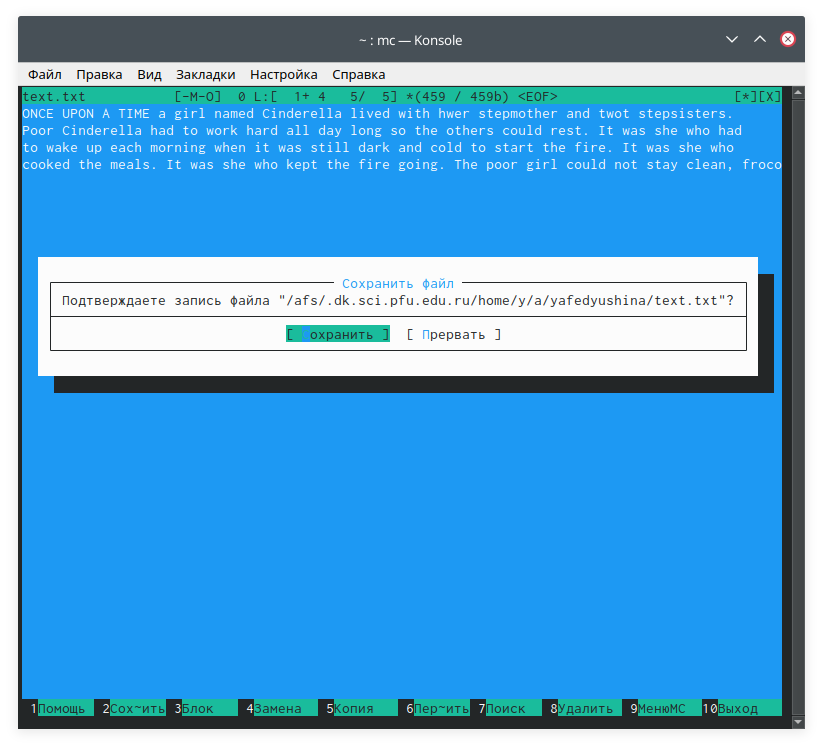 ~ : mc — Konsole
Файл Правка Вид Закладки Настройка Справка
text.txt [-M-O] 0 L:[ 1+ 4 5/ 5] *(459 / 459b) <EOF> [*][X]
ONCE UPON A TIME a girl named Cinderella lived with hwer stepmother and twot stepsisters.
Poor Cinderella had to work hard all day long so the others could rest. It was she who had
to wake up each morning when it was still dark and cold to start the fire. It was she who
cooked the meals. It was she who kept the fire going. The poor girl could not stay clean, froco
Сохранить файл
Подтверждаете запись файла "/afs/.dk.sci.pfu.edu.ru/home/y/a/yafedyushina/text.txt"?
[ Сохранить ] [ Прервать ]
1Помощь 2Сох~ить 3Блок 4Замена 5Копия 6Пер~ить 7Поиск 8Удалить 9МенюMC 10Выход